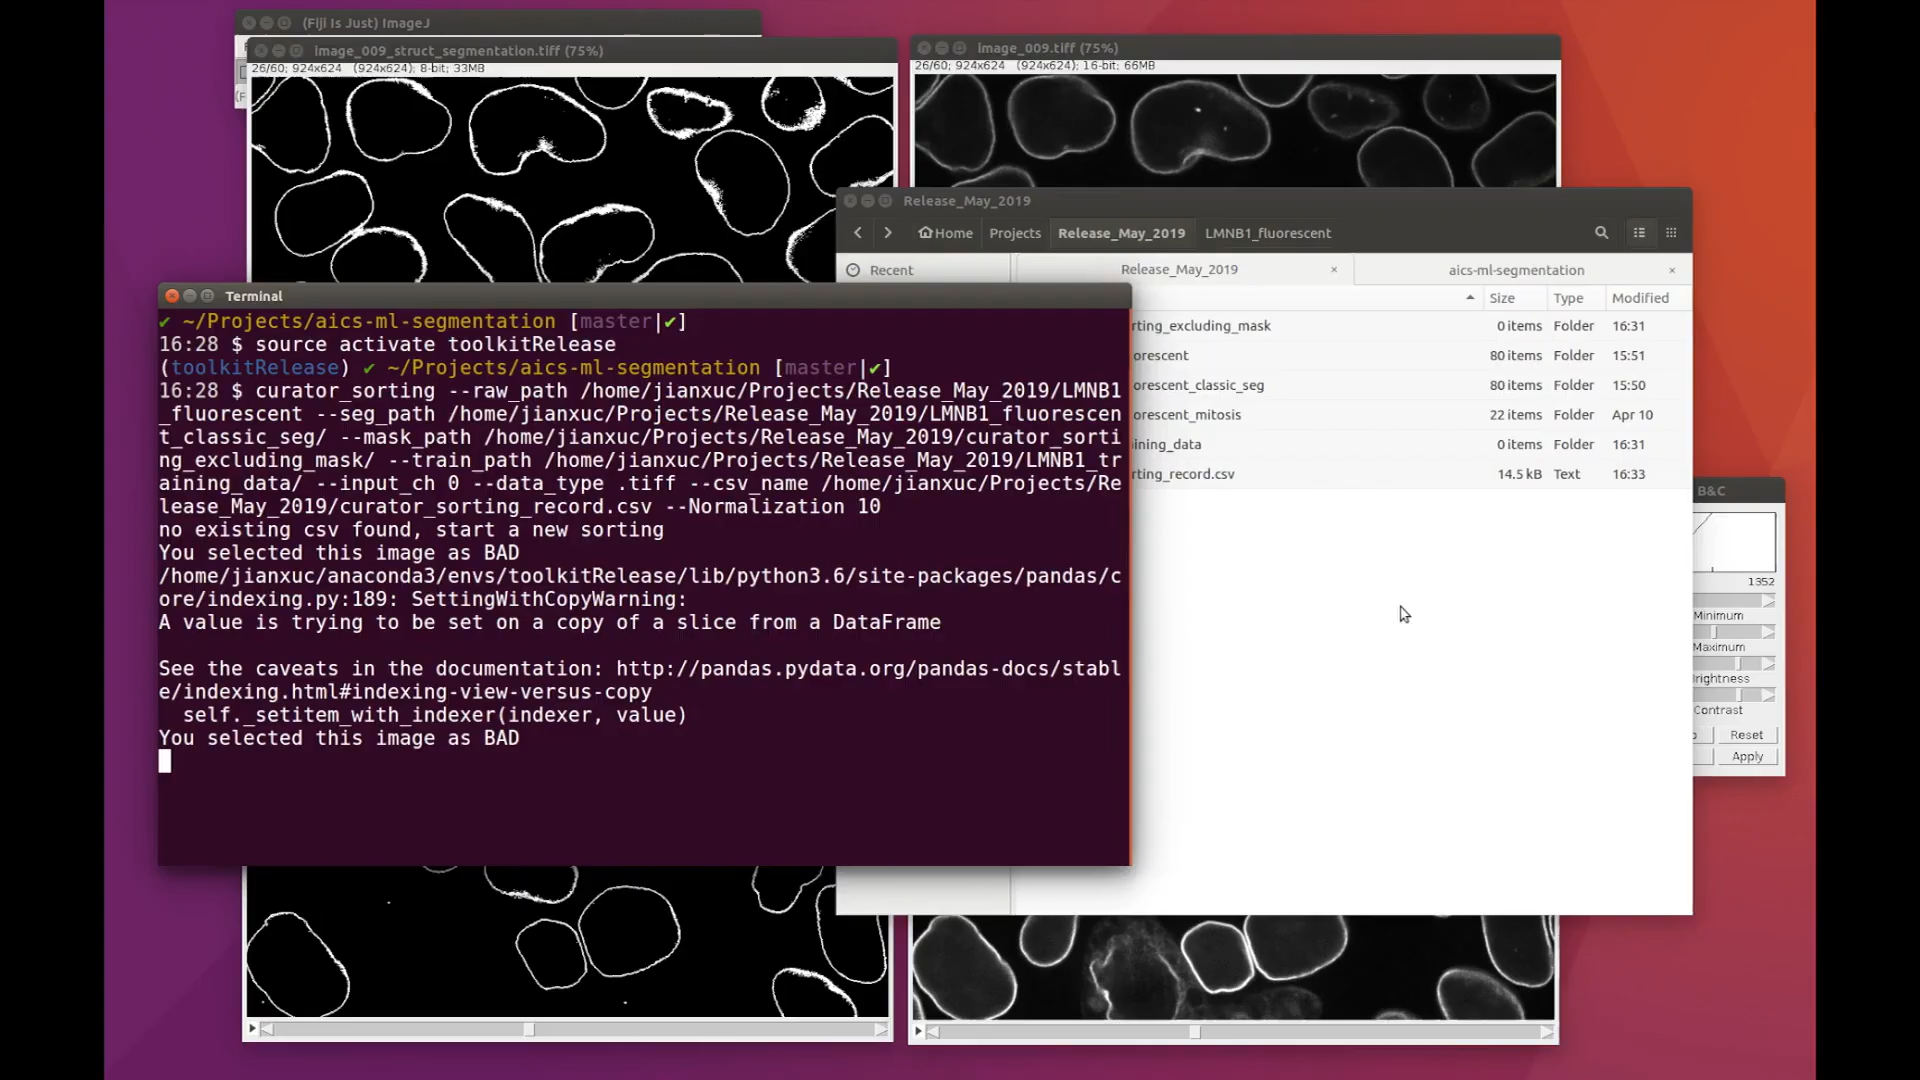 (Fiji Is Just) ImageJ
image_009_struct_segmentation.tiff (75%)
26/60; 924x624 (924x624); 8-bit; 33MB
image_009.tiff (75%)
26/60; 924x624 (924x624); 16-bit; 66MB
Release_May_2019
Home Projects Release_May_2019 LMNB1_fluorescent
Recent
Release_May_2019 × aics-ml-segmentation ×
Size Type Modified
rting_excluding_mask 0 items Folder 16:31
orescent 80 items Folder 15:51
orescent_classic_seg 80 items Folder 15:50
orescent_mitosis 22 items Folder Apr 10
ining_data 0 items Folder 16:31
rting_record.csv 14.5 kB Text 16:33
Terminal
✔ ~/Projects/aics-ml-segmentation [master|✔]
16:28 $ source activate toolkitRelease
(toolkitRelease) ✔ ~/Projects/aics-ml-segmentation [master|✔]
16:28 $ curator_sorting --raw_path /home/jianxuc/Projects/Release_May_2019/LMNB1
_fluorescent --seg_path /home/jianxuc/Projects/Release_May_2019/LMNB1_fluorescen
t_classic_seg/ --mask_path /home/jianxuc/Projects/Release_May_2019/curator_sorti
ng_excluding_mask/ --train_path /home/jianxuc/Projects/Release_May_2019/LMNB1_tr
aining_data/ --input_ch 0 --data_type .tiff --csv_name /home/jianxuc/Projects/Re
lease_May_2019/curator_sorting_record.csv --Normalization 10
no existing csv found, start a new sorting
You selected this image as BAD
/home/jianxuc/anaconda3/envs/toolkitRelease/lib/python3.6/site-packages/pandas/c
ore/indexing.py:189: SettingWithCopyWarning:
A value is trying to be set on a copy of a slice from a DataFrame
See the caveats in the documentation: http://pandas.pydata.org/pandas-docs/stabl
e/indexing.html#indexing-view-versus-copy
self._setitem_with_indexer(indexer, value)
You selected this image as BAD
B&C
1352
Minimum
Maximum
rightness
Contrast
Reset
Apply